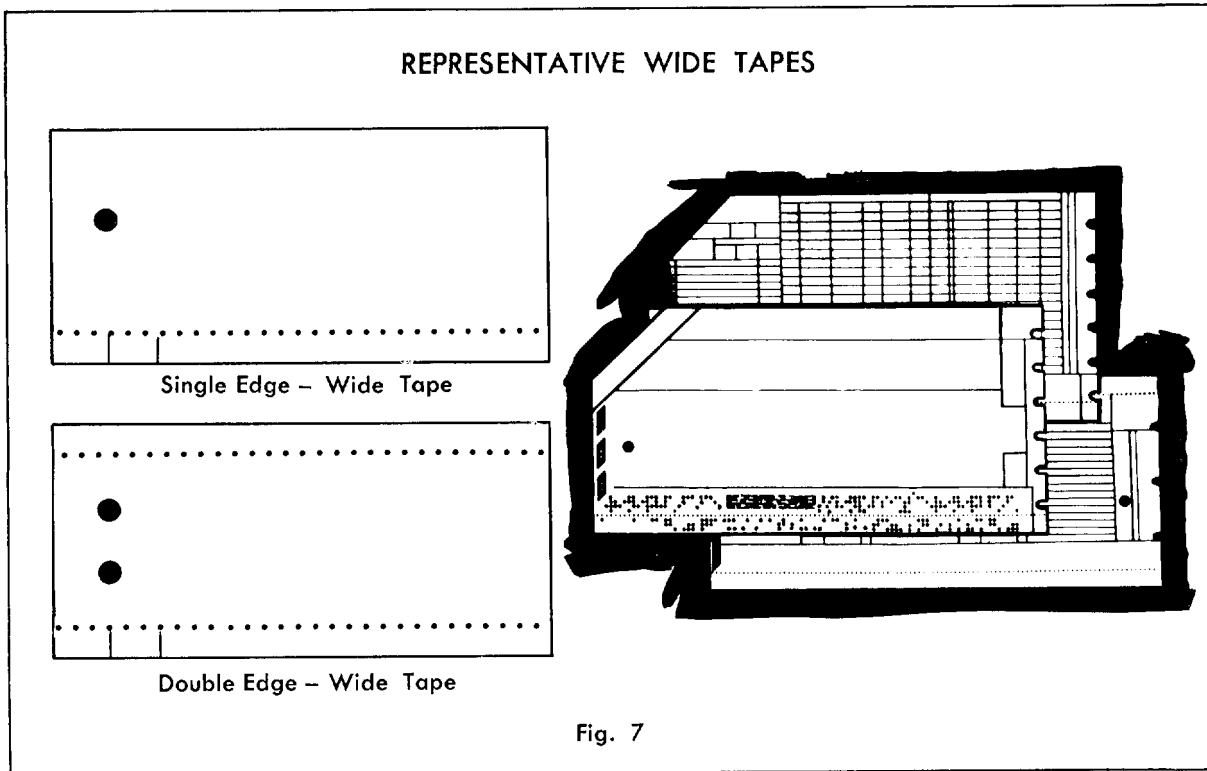 REPRESENTATIVE WIDE TAPES
Single Edge – Wide Tape
Double Edge – Wide Tape
Fig. 7